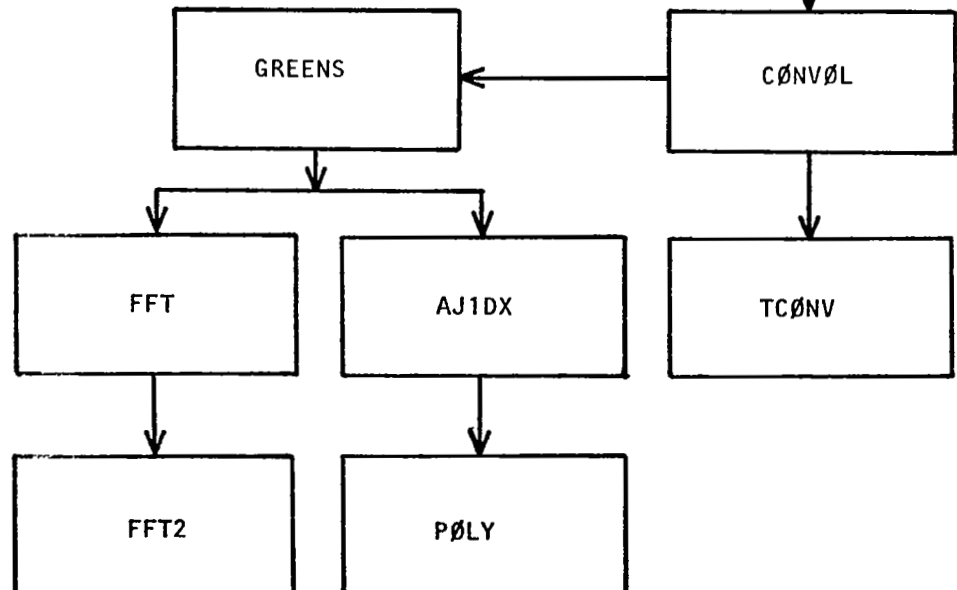 GREENS
CØNVØL
FFT
AJ1DX
TCØNV
FFT2
PØLY